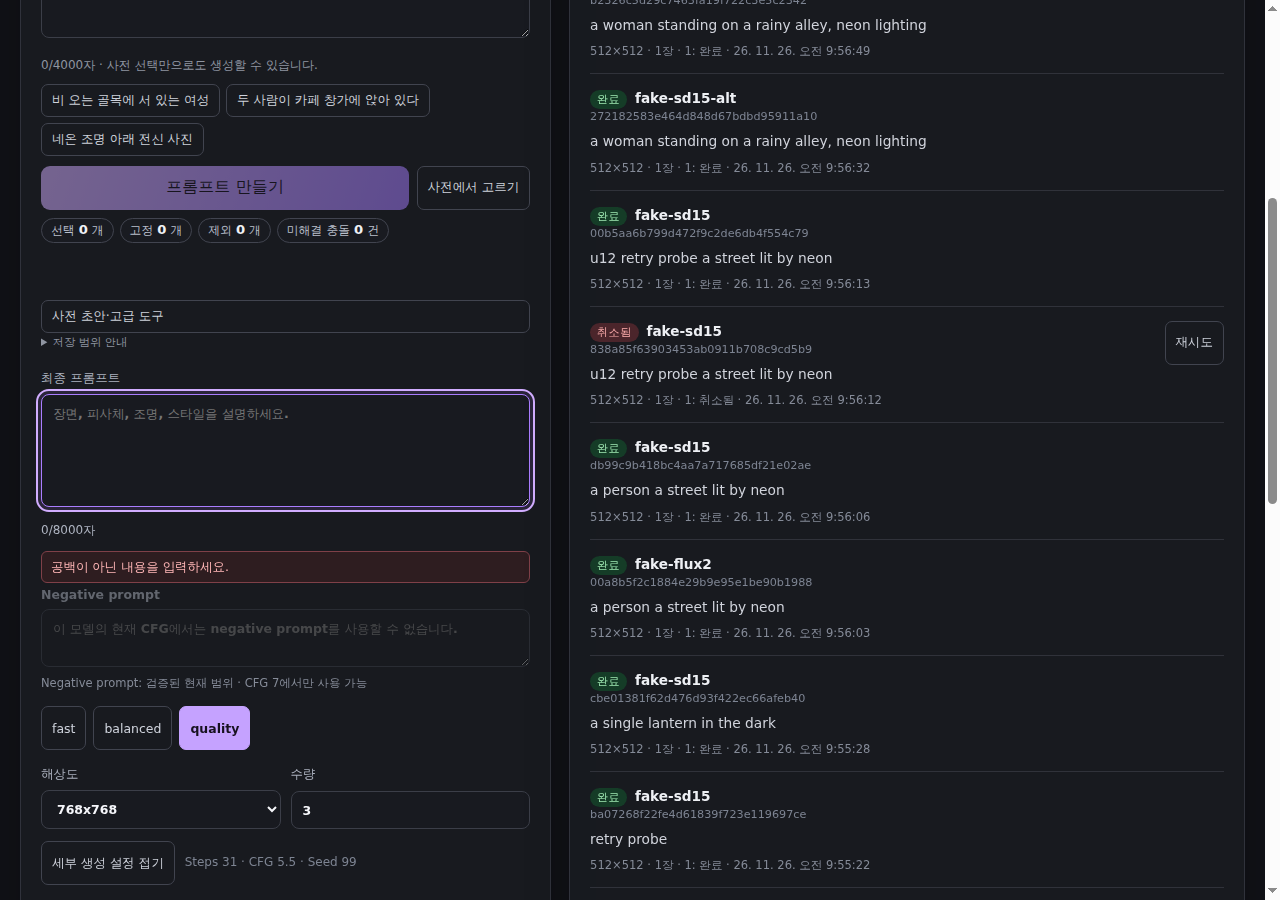 0/4000자 · 사전 선택만으로도 생성할 수 있습니다.
비 오는 골목에 서 있는 여성
두 사람이 카페 창가에 앉아 있다
네온 조명 아래 전신 사진
프롬프트 만들기
사전에서 고르기
선택 0 개
고정 0 개
제외 0 개
미해결 충돌 0 건
사전 초안·고급 도구
▶ 저장 범위 안내
최종 프롬프트
장면, 피사체, 조명, 스타일을 설명하세요.
0/8000자
공백이 아닌 내용을 입력하세요.
Negative prompt
이 모델의 현재 CFG에서는 negative prompt를 사용할 수 없습니다.
Negative prompt: 검증된 현재 범위 · CFG 7에서만 사용 가능
fast
balanced
quality
해상도
수량
768x768
3
세부 생성 설정 접기
Steps 31 · CFG 5.5 · Seed 99
a woman standing on a rainy alley, neon lighting
512×512 · 1장 · 1: 완료 · 26. 11. 26. 오전 9:56:49
완료 fake-sd15-alt
272182583e464d848d67bdbd95911a10
a woman standing on a rainy alley, neon lighting
512×512 · 1장 · 1: 완료 · 26. 11. 26. 오전 9:56:32
완료 fake-sd15
00b5aa6b799d472f9c2de6db4f554c79
u12 retry probe a street lit by neon
512×512 · 1장 · 1: 완료 · 26. 11. 26. 오전 9:56:13
취소됨 fake-sd15
838a85f63903453ab0911b708c9cd5b9
재시도
u12 retry probe a street lit by neon
512×512 · 1장 · 1: 취소됨 · 26. 11. 26. 오전 9:56:12
완료 fake-sd15
db99c9b418bc4aa7a717685df21e02ae
a person a street lit by neon
512×512 · 1장 · 1: 완료 · 26. 11. 26. 오전 9:56:06
완료 fake-flux2
00a8b5f2c1884e29b9e95e1be90b1988
a person a street lit by neon
512×512 · 1장 · 1: 완료 · 26. 11. 26. 오전 9:56:03
완료 fake-sd15
cbe01381f62d476d93f422ec66afeb40
a single lantern in the dark
512×512 · 1장 · 1: 완료 · 26. 11. 26. 오전 9:55:28
완료 fake-sd15
ba07268f22fe4d61839f723e119697ce
retry probe
512×512 · 1장 · 1: 완료 · 26. 11. 26. 오전 9:55:22